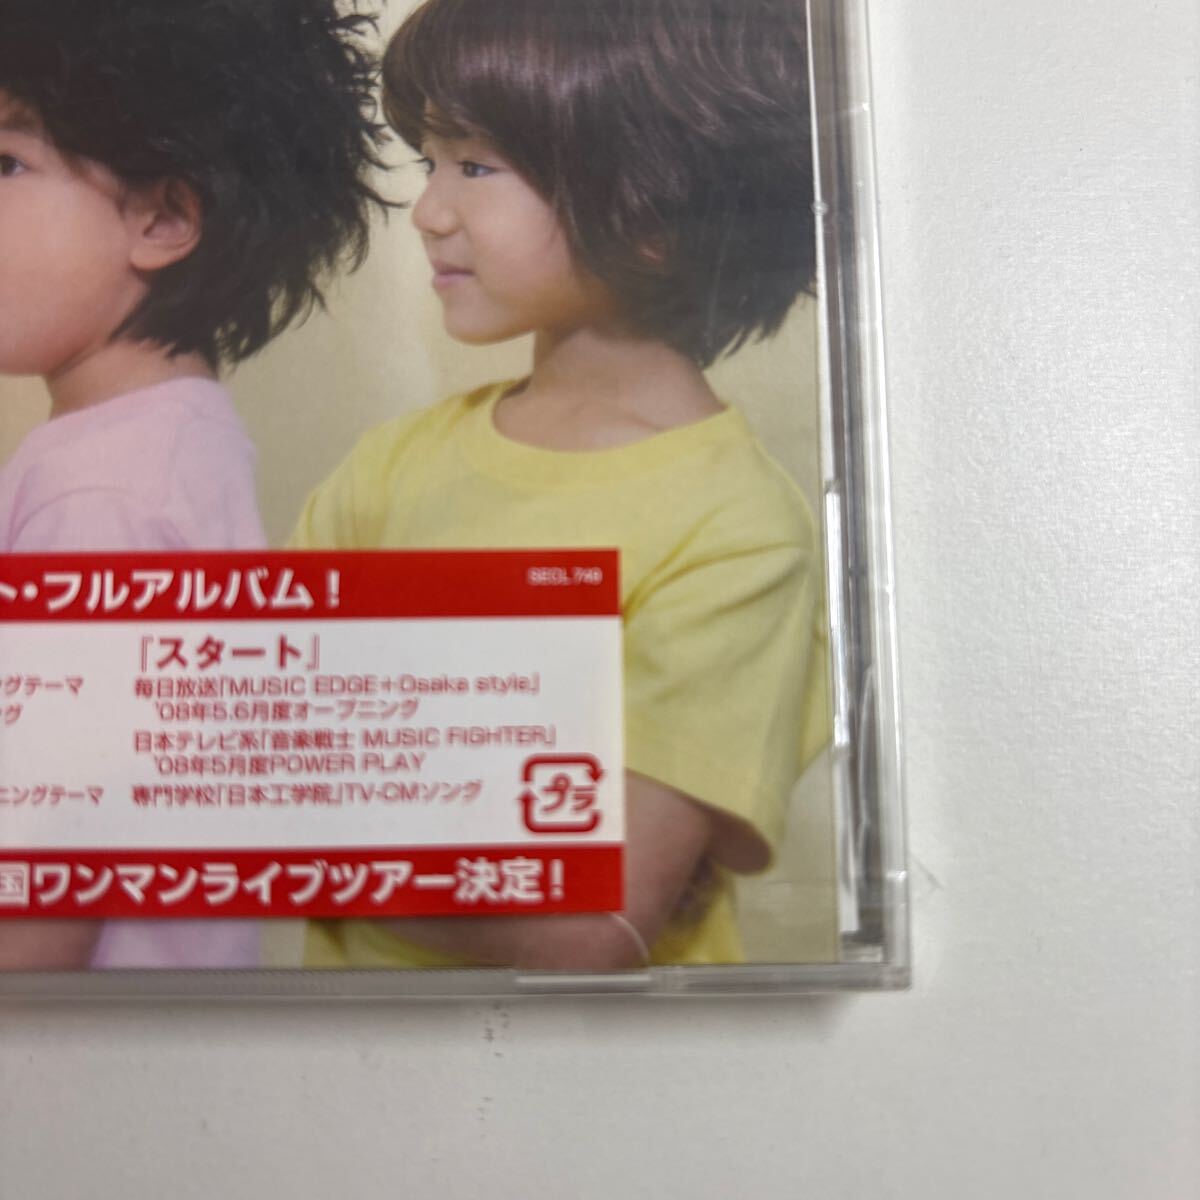 ト・フルアルバム!
SECL 749
『スタート』
ングテーマ
毎日放送「MUSIC EDGE+Osaka style」
'08年5.6月度オープニング
日本テレビ系「音楽戦士 MUSIC FIGHTER」
'08年5月度POWER PLAY
ニングテーマ
専門学校「日本工学院」TV-CMソング
プラ
国ワンマンライブツアー決定!